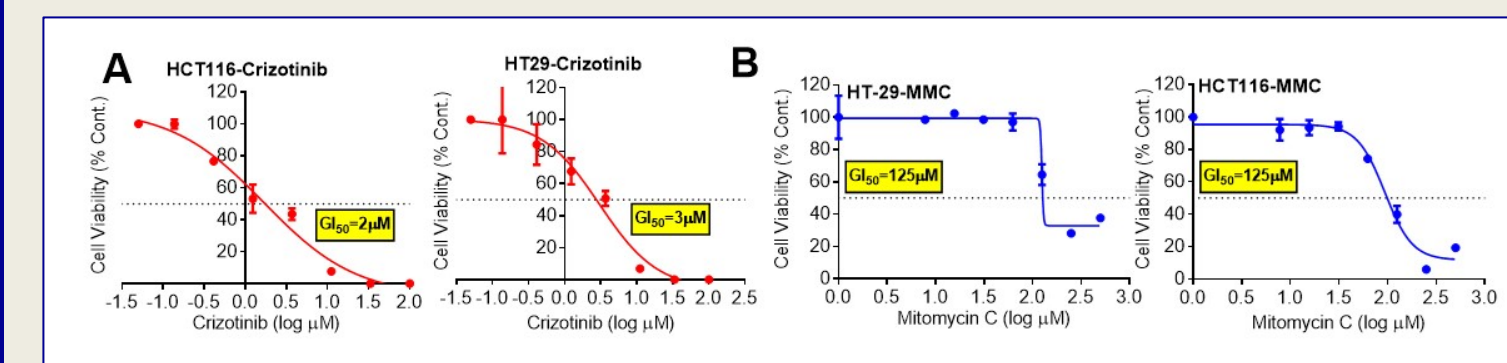 A
HCT116-Crizotinib
Cell Viability (% Cont.)
120
100
80
60
40
20
GI50=2µM
-1.5 -1.0 -0.5 0.0 0.5 1.0 1.5 2.0
Crizotinib (log µM)
HT29-Crizotinib
Cell Viability (% Cont.)
120
100
80
60
40
20
GI50=3µM
-1.5 -1.0 -0.5 0.0 0.5 1.0 1.5 2.0 2.5
Crizotinib (log µM)
B
HT-29-MMC
Cell Viability (% Cont.)
120
100
80
60
40
20
0
GI50=125µM
0.0 0.5 1.0 1.5 2.0 2.5 3.0
Mitomycin C (log µM)
HCT116-MMC
Cell Viability (% Cont.)
120
100
80
60
40
20
0
GI50=125µM
0.0 0.5 1.0 1.5 2.0 2.5 3.0
Mitomycin C (log µM)